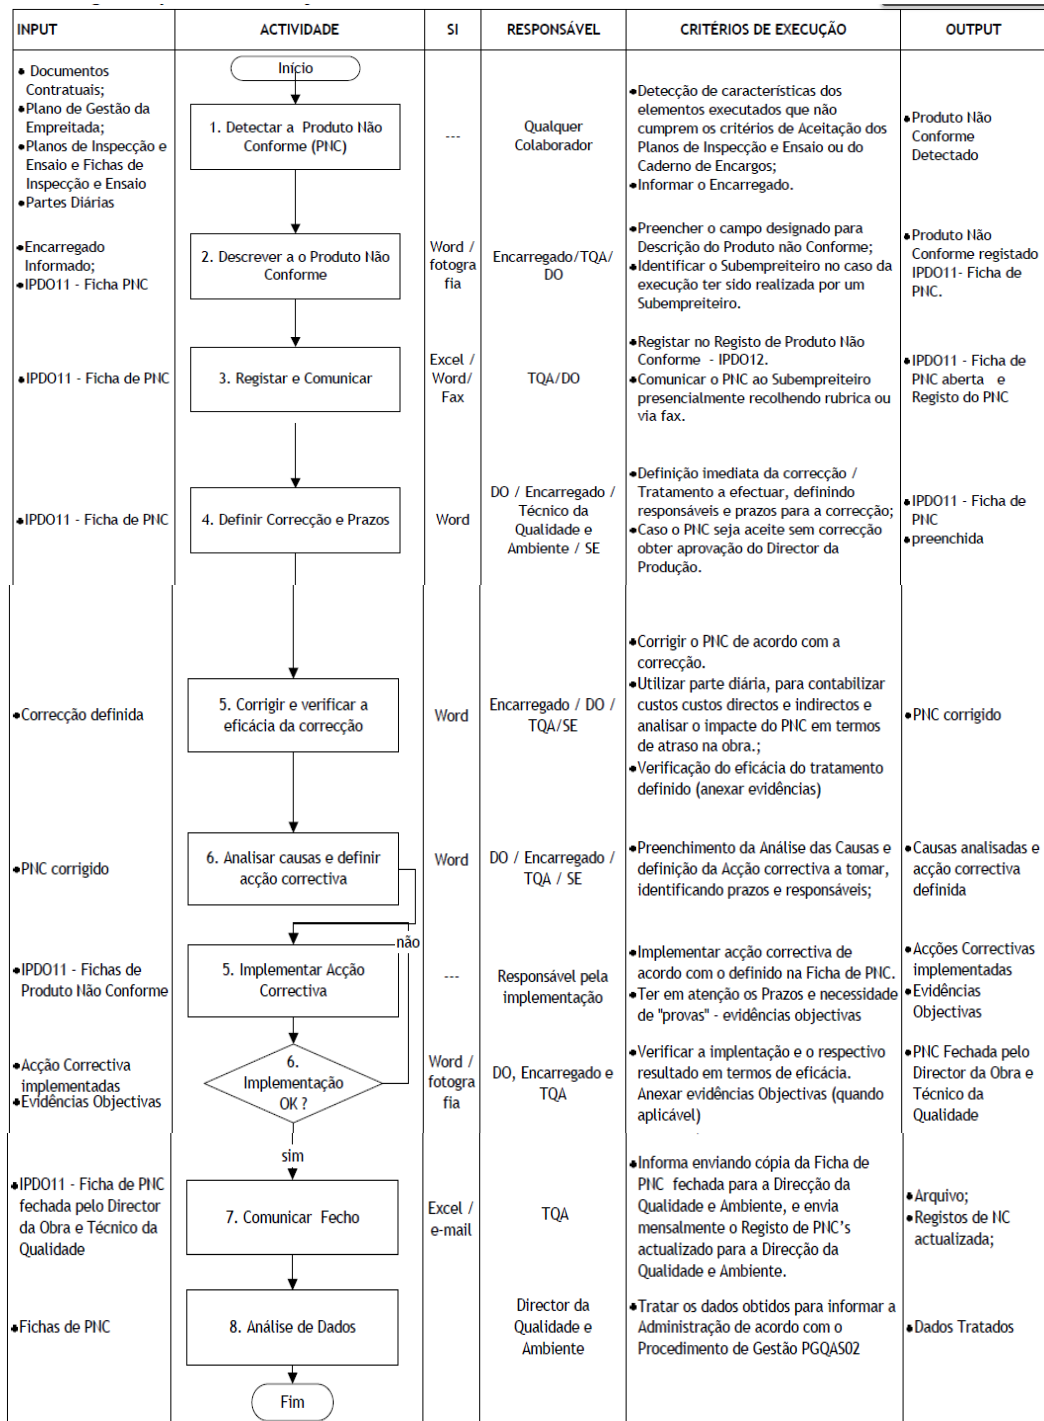 INPUT
ACTIVIDADE
SI
RESPONSÁVEL
CRITÉRIOS DE EXECUÇÃO
OUTPUT
Documentos
Contratuais;
Plano de Gestão da
Empreitada;
Planos de Inspecção e
Ensaio e Fichas de
Inspecção e Ensaio
Partes Diárias
Início
1. Detectar a Produto Não
Conforme (PNC)
---
Qualquer
Colaborador
Detecção de características dos
elementos executados que não
cumprem os critérios de Aceitação dos
Planos de Inspecção e Ensaio ou do
Caderno de Encargos;
Informar o Encarregado.
Produto Não
Conforme
Detectado
Encarregado
Informado;
IPDO11 - Ficha PNC
2. Descrever a o Produto Não
Conforme
Word /
fotogra
fia
Encarregado/TQA/
DO
Preencher o campo designado para
Descrição do Produto não Conforme;
Identificar o Subempreiteiro no caso da
execução ter sido realizada por um
Subempreiteiro.
Produto Não
Conforme registado
IPDO11- Ficha de
PNC.
IPDO11 - Ficha de PNC
3. Registar e Comunicar
Excel /
Word/
Fax
TQA/DO
Registar no Registo de Produto Não
Conforme - IPDO12.
Comunicar o PNC ao Subempreiteiro
presencialmente recolhendo rubrica ou
via fax.
IPDO11 - Ficha de
PNC aberta e
Registo do PNC
IPDO11 - Ficha de PNC
4. Definir Correcção e Prazos
Word
DO / Encarregado /
Técnico da
Qualidade e
Ambiente / SE
Definição imediata da correcção /
Tratamento a efectuar, definindo
responsáveis e prazos para a correcção;
Caso o PNC seja aceite sem correcção
obter aprovação do Director da
Produção.
IPDO11 - Ficha de
PNC
preenchida
Correcção definida
5. Corrigir e verificar a
eficácia da correcção
Word
Encarregado / DO /
TQA/SE
Corrigir o PNC de acordo com a
correcção.
Utilizar parte diária, para contabilizar
custos custos directos e indirectos e
analisar o impacte do PNC em termos
de atraso na obra.;
Verificação do eficácia do tratamento
definido (anexar evidências)
PNC corrigido
PNC corrigido
6. Analisar causas e definir
acção correctiva
Word
DO / Encarregado /
TQA / SE
Preenchimento da Análise das Causas e
definição da Acção correctiva a tomar,
identificando prazos e responsáveis;
Causas analisadas e
acção correctiva
definida
não
IPDO11 - Fichas de
Produto Não Conforme
5. Implementar Acção
Correctiva
---
Responsável pela
implementação
Implementar acção correctiva de
acordo com o definido na Ficha de PNC.
Ter em atenção os Prazos e necessidade
de "provas" - evidências objectivas
Acções Correctivas
implementadas
Evidências
Objectivas
Acção Correctiva
implementadas
Evidências Objectivas
6.
Implementação
OK ?
Word /
fotogra
fia
DO, Encarregado e
TQA
Verificar a implentação e o respectivo
resultado em termos de eficácia.
Anexar evidências Objectivas (quando
aplicável)
PNC Fechada pelo
Director da Obra e
Técnico da
Qualidade
sim
IPDO11 - Ficha de PNC
fechada pelo Director
da Obra e Técnico da
Qualidade
7. Comunicar Fecho
Excel /
e-mail
TQA
Informa enviando cópia da Ficha de
PNC fechada para a Direcção da
Qualidade e Ambiente, e envia
mensalmente o Registo de PNC's
actualizado para a Direcção da
Qualidade e Ambiente.
Arquivo;
Registos de NC
actualizada;
Fichas de PNC
8. Análise de Dados
Director da
Qualidade e
Ambiente
Tratar os dados obtidos para informar a
Administração de acordo com o
Procedimento de Gestão PGQAS02
Dados Tratados
Fim